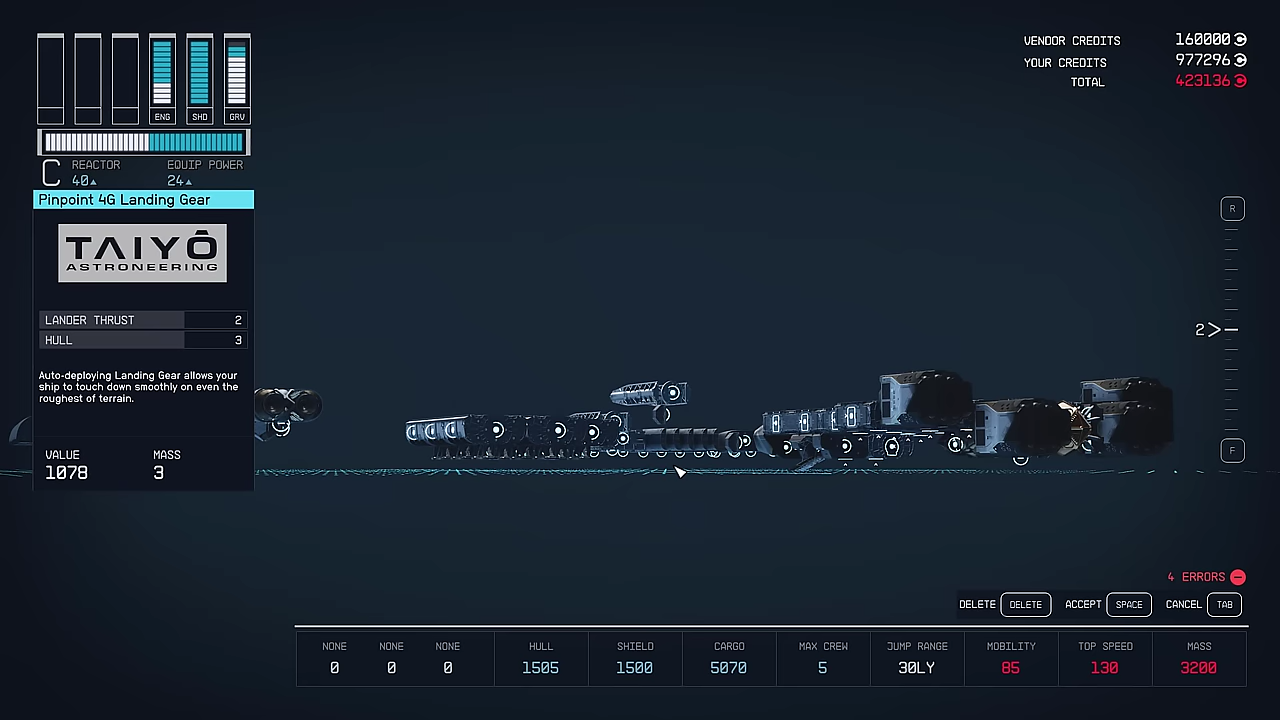 VENDOR CREDITS 160000
YOUR CREDITS 977296
TOTAL 423136
ENG SHD GRV
C REACTOR 40 EQUIP POWER 24
Pinpoint 4G Landing Gear
TAIYŌ
ASTRONEERING
LANDER THRUST 2
HULL 3
Auto-deploying Landing Gear allows your
ship to touch down smoothly on even the
roughest of terrain.
VALUE MASS
1078 3
R
2
F
4 ERRORS
DELETE DELETE ACCEPT SPACE CANCEL TAB
NONE NONE NONE HULL SHIELD CARGO MAX CREW JUMP RANGE MOBILITY TOP SPEED MASS
0 0 0 1505 1500 5070 5 30LY 85 130 3200